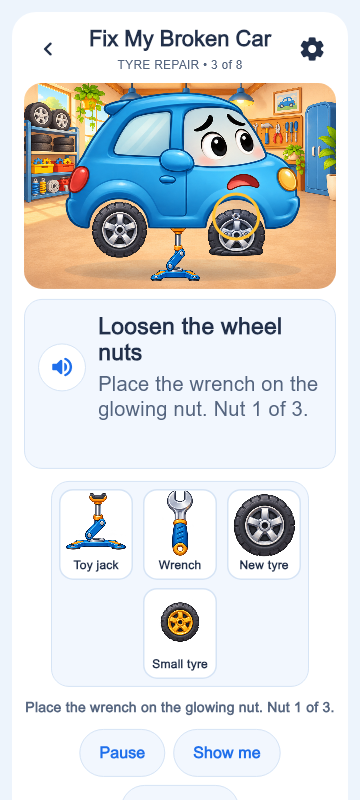 Fix My Broken Car
TYRE REPAIR • 3 of 8
Loosen the wheel
nuts
Place the wrench on the
glowing nut. Nut 1 of 3.
Toy jack
Wrench
New tyre
Small tyre
Place the wrench on the glowing nut. Nut 1 of 3.
Pause
Show me